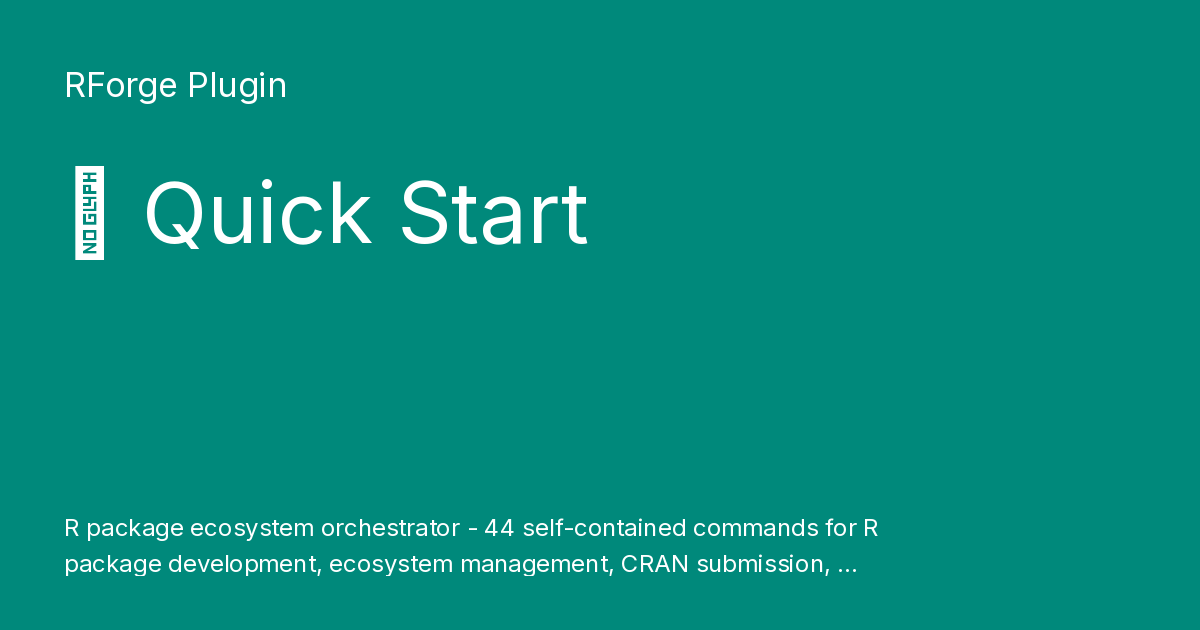 RForge Plugin
NO GLYPH Quick Start
R package ecosystem orchestrator - 44 self-contained commands for R
package development, ecosystem management, CRAN submission, ...